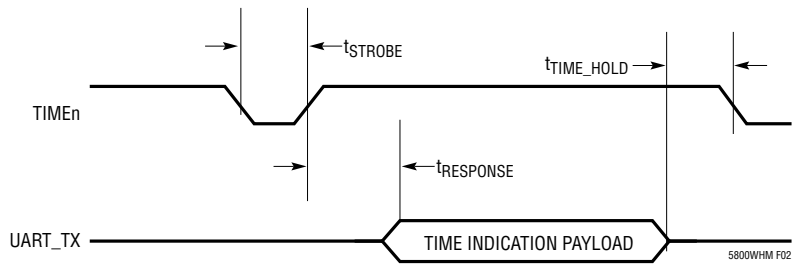 tSTROBE
tTIME_HOLD
TIMEn
tRESPONSE
UART_TX
TIME INDICATION PAYLOAD
5800WHM F02